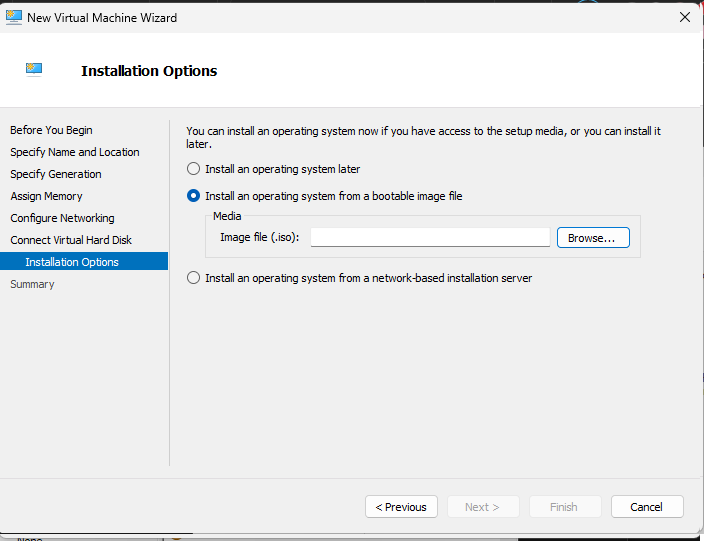 New Virtual Machine Wizard
Installation Options
Before You Begin
Specify Name and Location
Specify Generation
Assign Memory
Configure Networking
Connect Virtual Hard Disk
Installation Options
Summary
You can install an operating system now if you have access to the setup media, or you can install it
later.
Install an operating system later
Install an operating system from a bootable image file
Media
Image file (.iso):
Browse...
Install an operating system from a network-based installation server
< Previous
Next >
Finish
Cancel